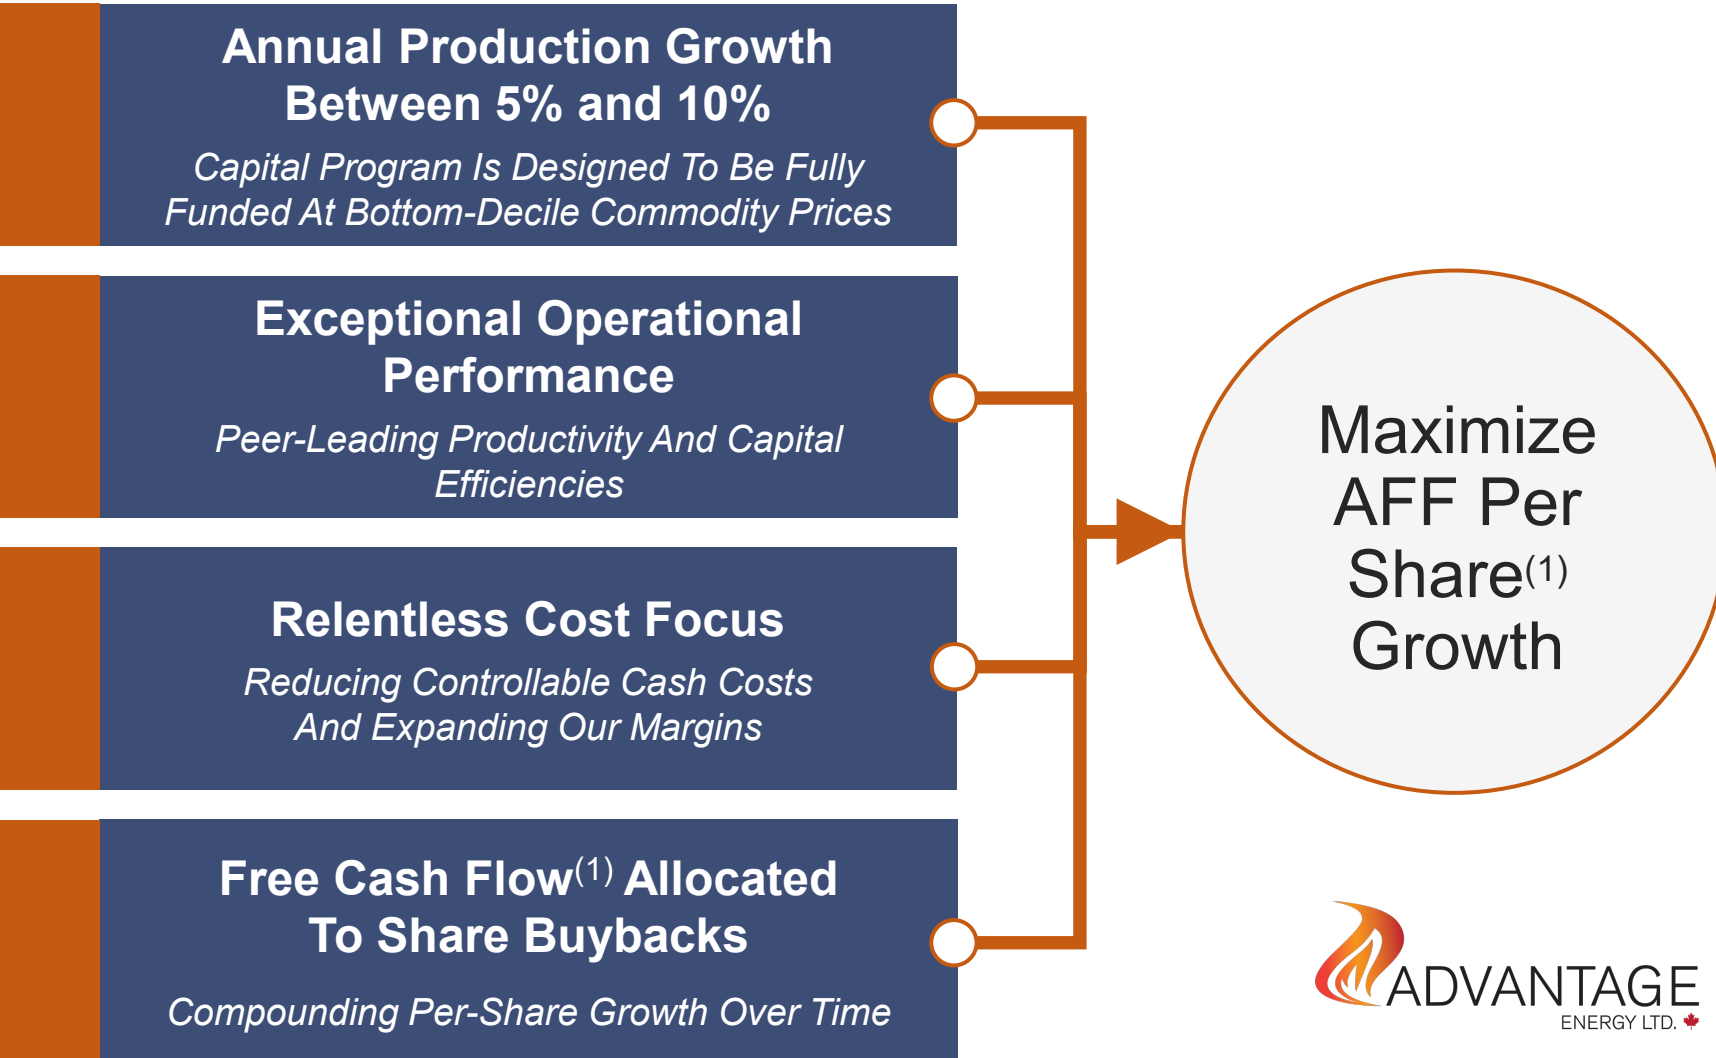 Annual Production Growth
Between 5% and 10%
Capital Program Is Designed To Be Fully
Funded At Bottom-Decile Commodity Prices
Exceptional Operational
Performance
Peer-Leading Productivity And Capital
Efficiencies
Relentless Cost Focus
Reducing Controllable Cash Costs
And Expanding Our Margins
Free Cash Flow(1) Allocated
To Share Buybacks
Compounding Per-Share Growth Over Time
Maximize
AFF Per
Share(1)
Growth
ADVANTAGE
ENERGY LTD.